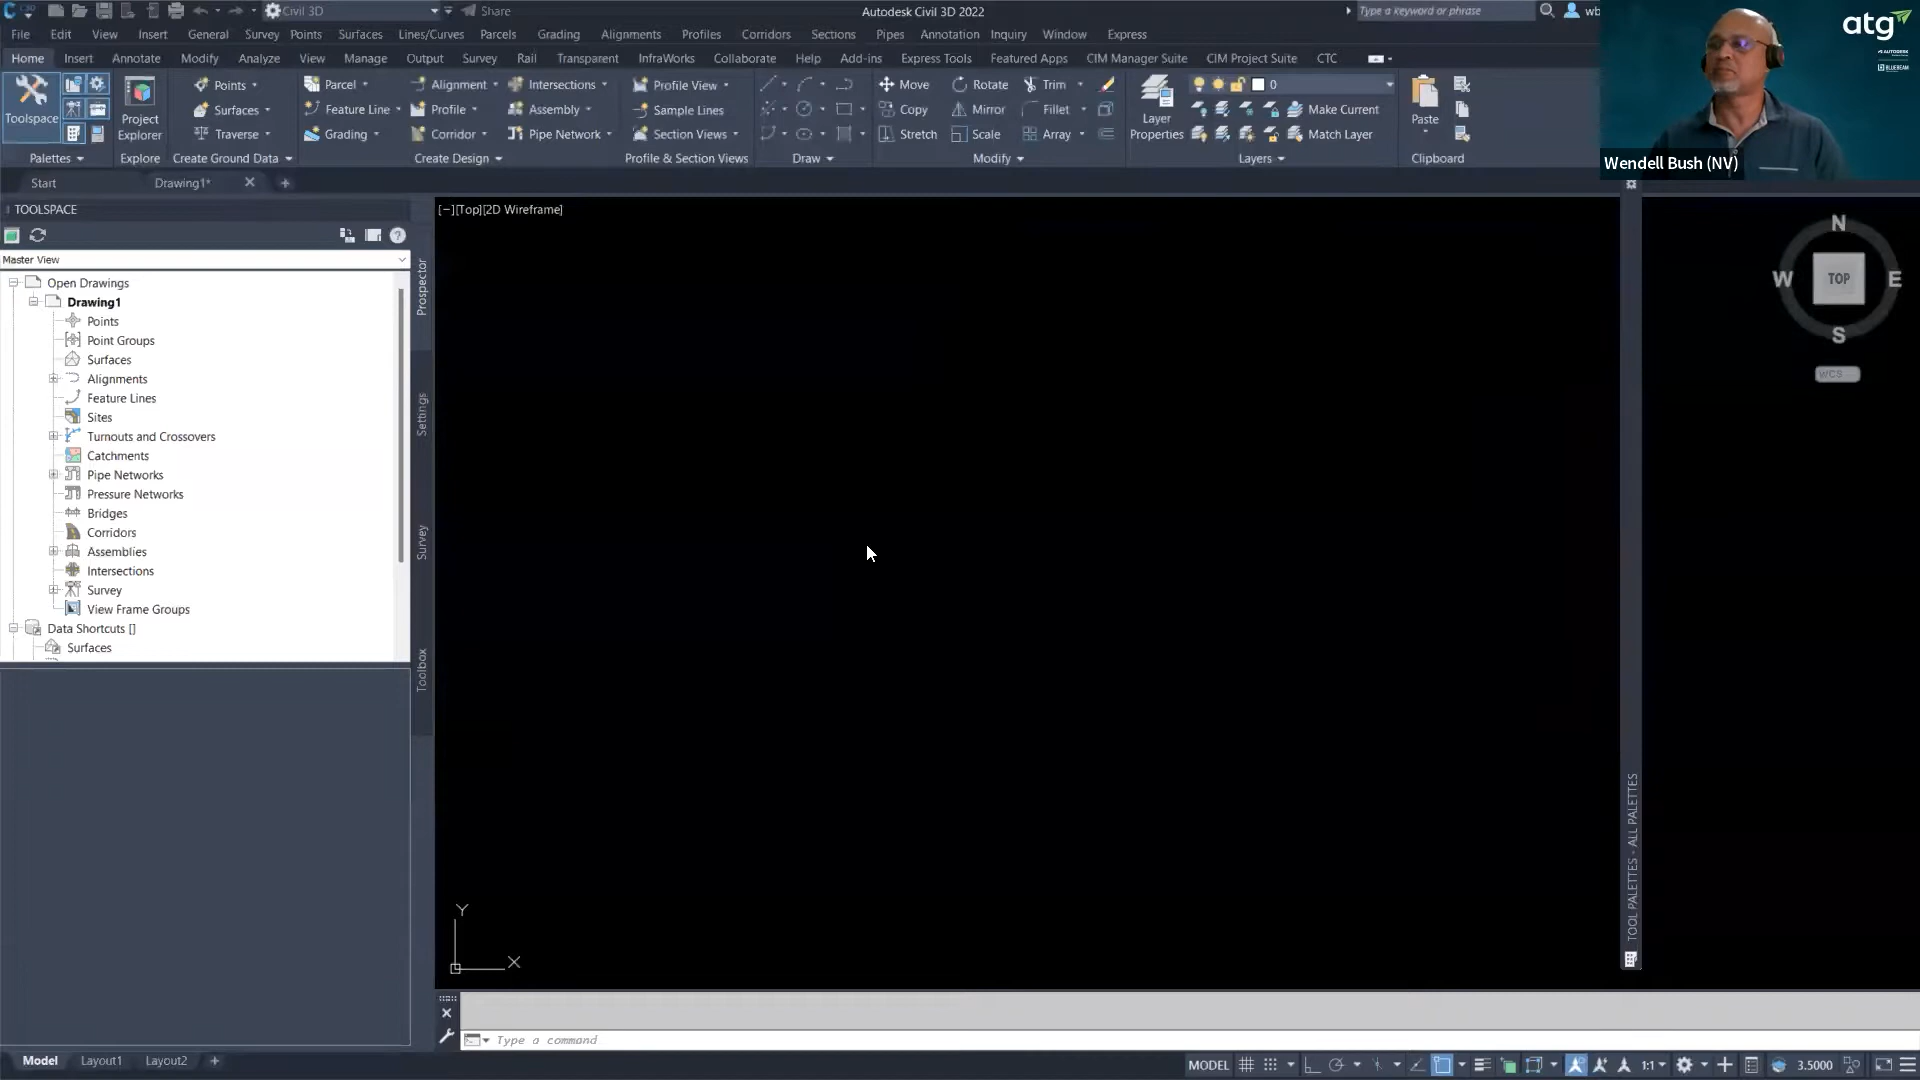 Civil 3D
Share
Autodesk Civil 3D 2022
Type a keyword or phrase
wb
File Edit View Insert General Survey Points Surfaces Lines/Curves Parcels Grading Alignments Profiles Corridors Sections Pipes Annotation Inquiry Window Express
Home Insert Annotate Modify Analyze View Manage Output Survey Rail Transparent InfraWorks Collaborate Help Add-ins Express Tools Featured Apps CIM Manager Suite CIM Project Suite CTC
Toolspace
Palettes
Project Explorer
Explore
Points
Surfaces
Traverse
Create Ground Data
Parcel
Feature Line
Grading
Alignment
Profile
Corridor
Intersections
Assembly
Pipe Network
Create Design
Profile View
Sample Lines
Section Views
Profile & Section Views
Draw
Move Rotate Trim
Copy Mirror Fillet
Stretch Scale Array
Modify
Layer Properties
0
Make Current
Match Layer
Layers
Paste
Clipboard
atg
AUTODESK
BLUEBEAM
Wendell Bush (NV)
Start Drawing1*
TOOLSPACE
Master View
Open Drawings
Drawing1
Points
Point Groups
Surfaces
Alignments
Feature Lines
Sites
Turnouts and Crossovers
Catchments
Pipe Networks
Pressure Networks
Bridges
Corridors
Assemblies
Intersections
Survey
View Frame Groups
Data Shortcuts []
Surfaces
Prospector
Settings
Survey
Toolbox
[−][Top][2D Wireframe]
N
W TOP E
S
WCS
TOOL PALETTES - ALL PALETTES
Y
X
Type a command
Model Layout1 Layout2 +
MODEL
1:1
3.5000